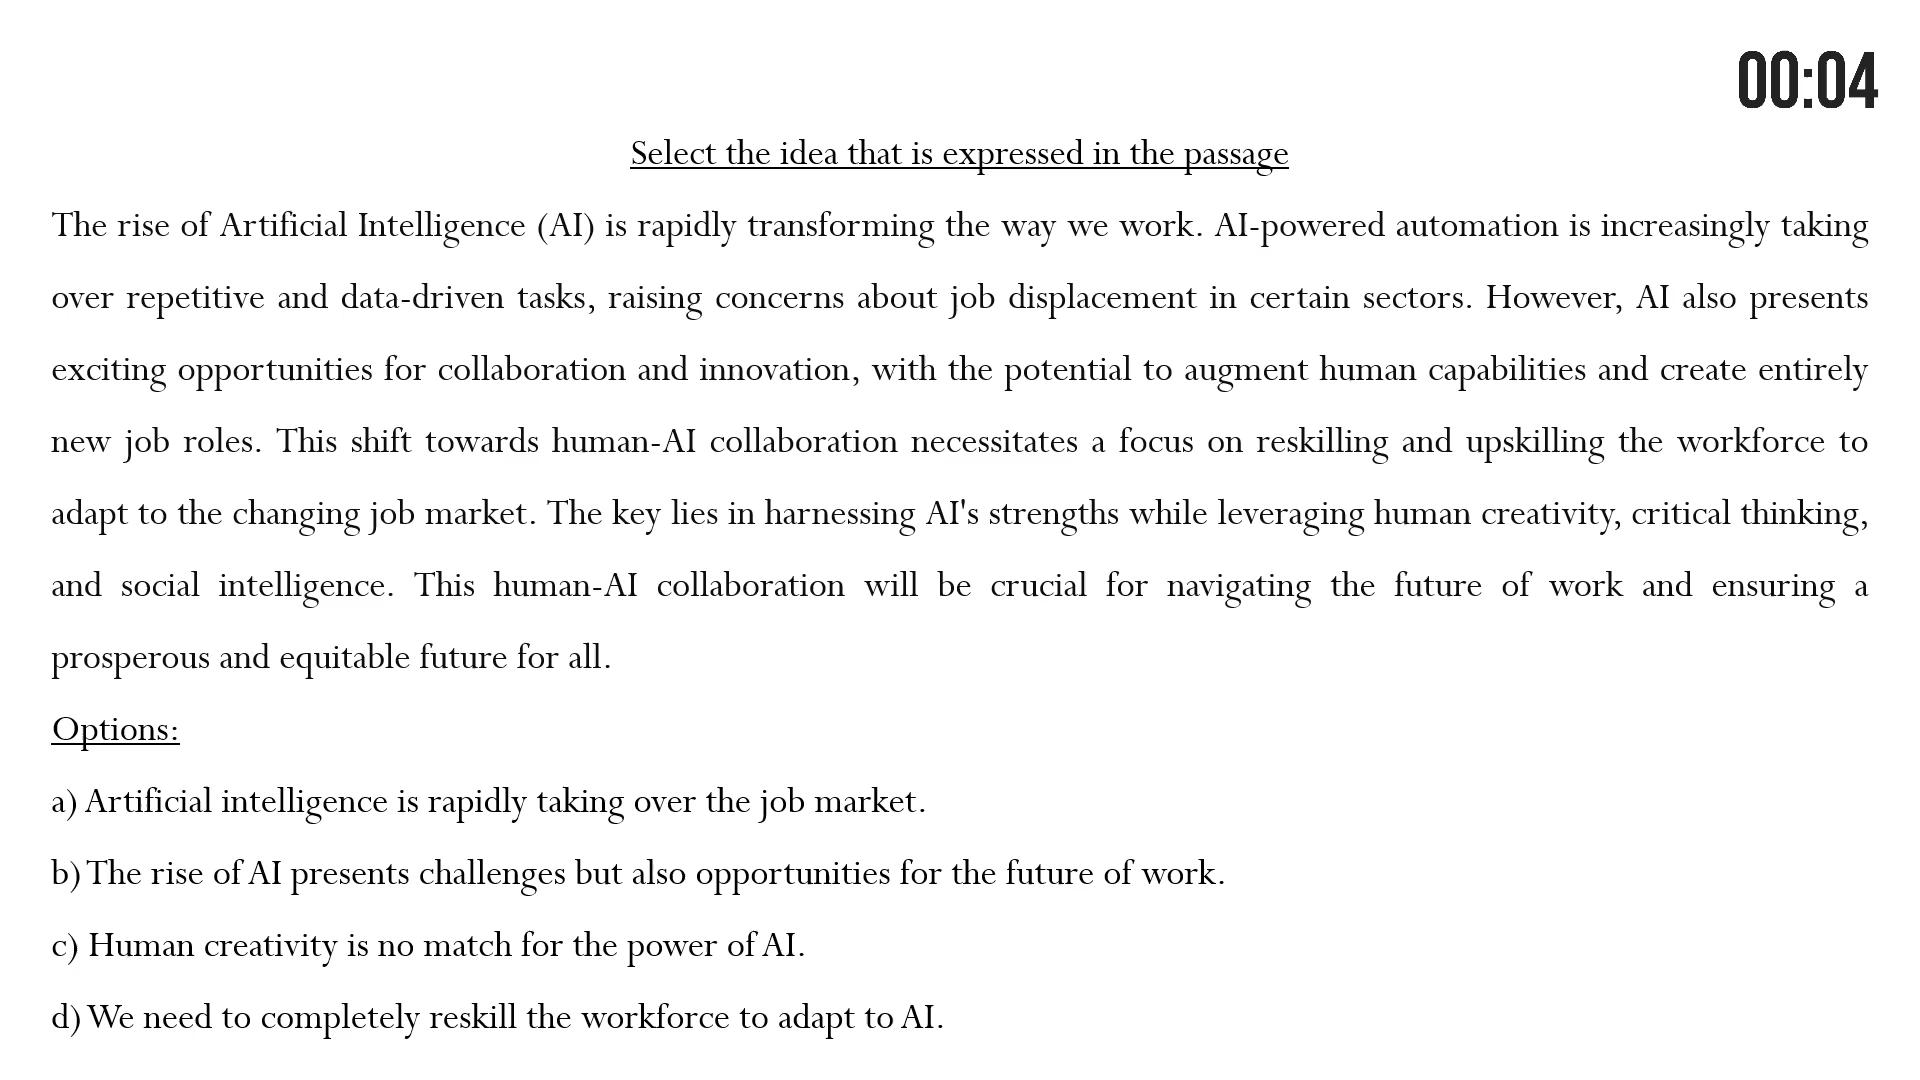 00:04
Select the idea that is expressed in the passage
The rise of Artificial Intelligence (AI) is rapidly transforming the way we work. AI-powered automation is increasingly taking
over repetitive and data-driven tasks, raising concerns about job displacement in certain sectors. However, AI also presents
exciting opportunities for collaboration and innovation, with the potential to augment human capabilities and create entirely
new job roles. This shift towards human-AI collaboration necessitates a focus on reskilling and upskilling the workforce to
adapt to the changing job market. The key lies in harnessing AI's strengths while leveraging human creativity, critical thinking,
and social intelligence. This human-AI collaboration will be crucial for navigating the future of work and ensuring a
prosperous and equitable future for all.
Options:
a) Artificial intelligence is rapidly taking over the job market.
b) The rise of AI presents challenges but also opportunities for the future of work.
c) Human creativity is no match for the power of AI.
d) We need to completely reskill the workforce to adapt to AI.